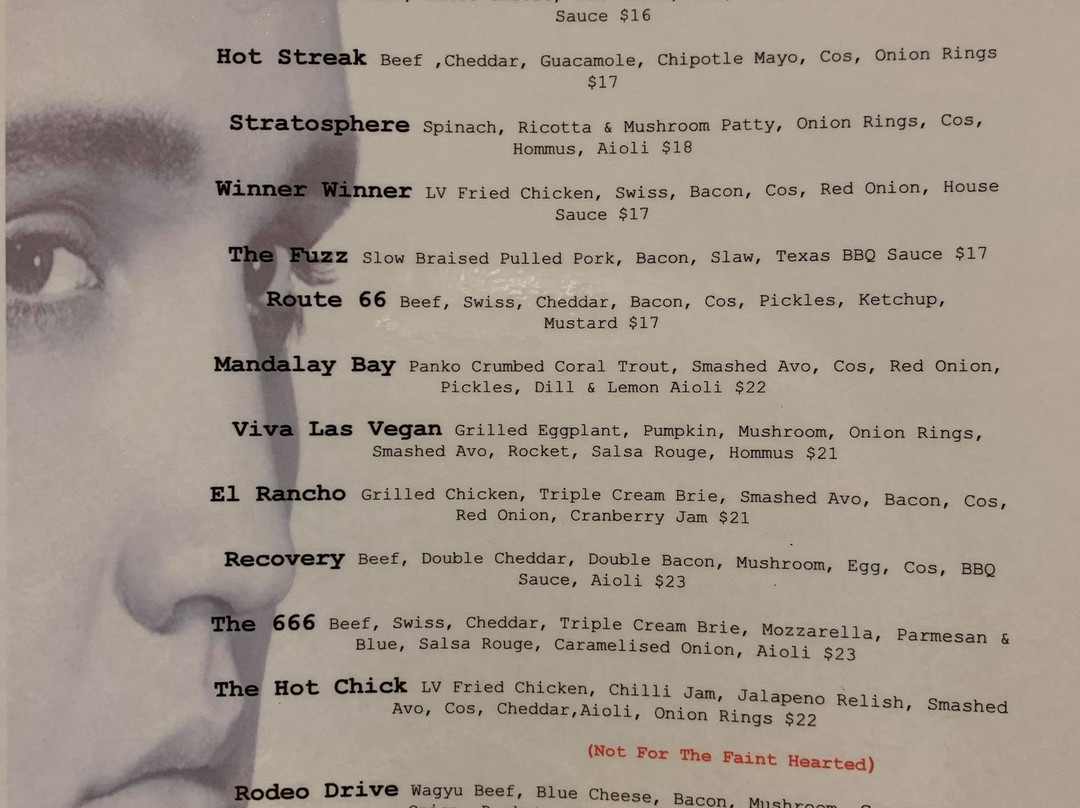 Sauce $16
Hot Streak Beef ,Cheddar, Guacamole, Chipotle Mayo, Cos, Onion Rings
$17
Stratosphere Spinach, Ricotta & Mushroom Patty, Onion Rings, Cos,
Hommus, Aioli $18
Winner Winner LV Fried Chicken, Swiss, Bacon, Cos, Red Onion, House
Sauce $17
The Fuzz Slow Braised Pulled Pork, Bacon, Slaw, Texas BBQ Sauce $17
Route 66 Beef, Swiss, Cheddar, Bacon, Cos, Pickles, Ketchup,
Mustard $17
Mandalay Bay Panko Crumbed Coral Trout, Smashed Avo, Cos, Red Onion,
Pickles, Dill & Lemon Aioli $22
Viva Las Vegan Grilled Eggplant, Pumpkin, Mushroom, Onion Rings,
Smashed Avo, Rocket, Salsa Rouge, Hommus $21
El Rancho Grilled Chicken, Triple Cream Brie, Smashed Avo, Bacon, Cos,
Red Onion, Cranberry Jam $21
Recovery Beef, Double Cheddar, Double Bacon, Mushroom, Egg, Cos, BBQ
Sauce, Aioli $23
The 666 Beef, Swiss, Cheddar, Triple Cream Brie, Mozzarella, Parmesan &
Blue, Salsa Rouge, Caramelised Onion, Aioli $23
The Hot Chick LV Fried Chicken, Chilli Jam, Jalapeno Relish, Smashed
Avo, Cos, Cheddar,Aioli, Onion Rings $22
(Not For The Faint Hearted)
Rodeo Drive Wagyu Beef, Blue Cheese, Bacon, Mushroom,